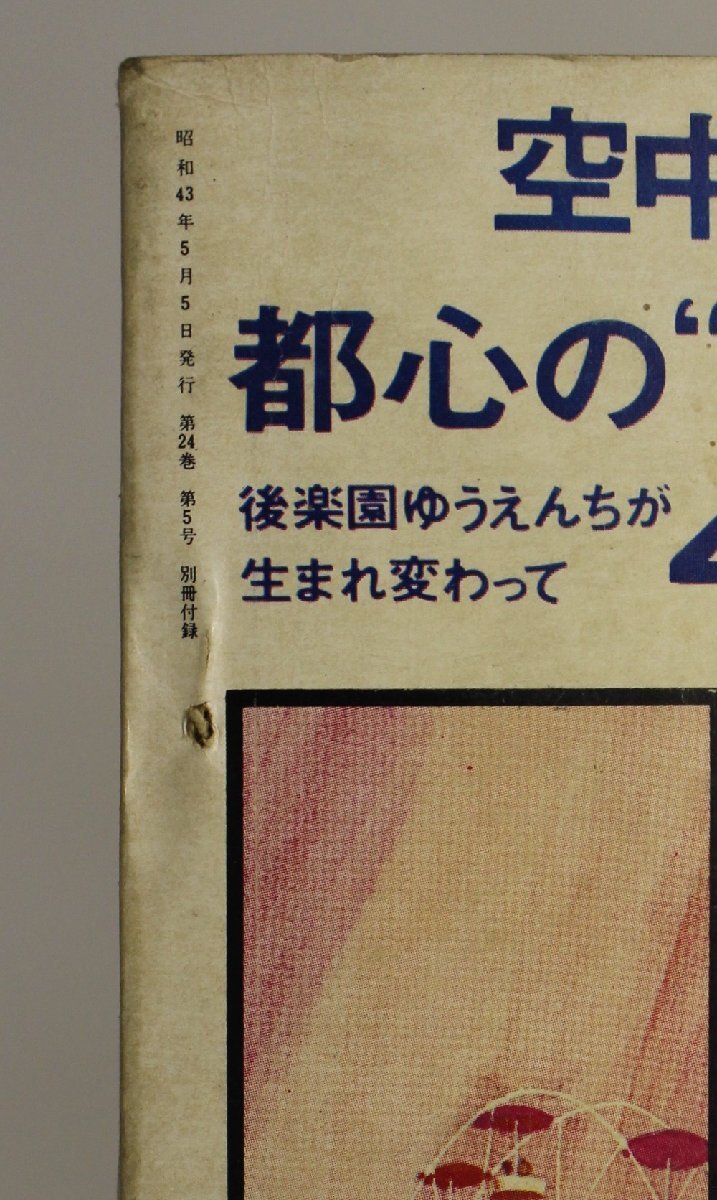 昭和43年5月5日発行 第24巻 第5号 別冊付録
空中
都心の“
後楽園ゆうえんちが
生まれ変わって